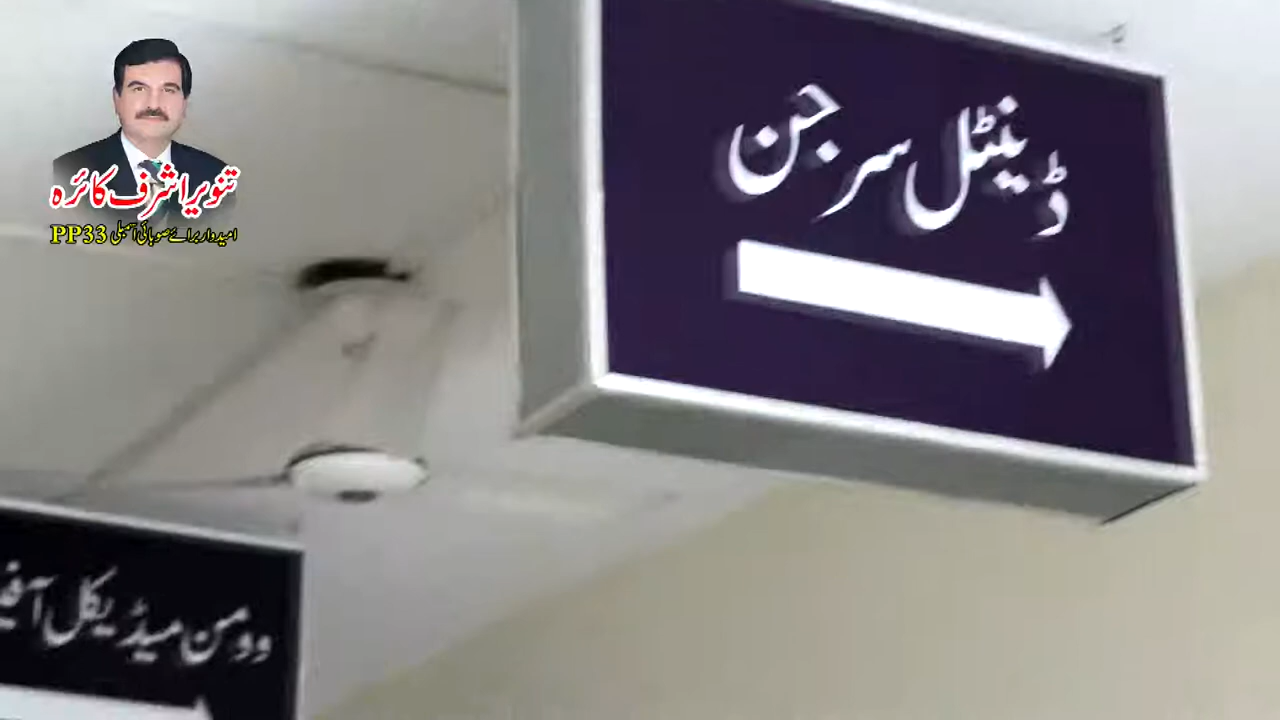 تنویر اشرف کائرہ
امیدوار برائے صوبائی اسمبلی PP33
ڈینٹل سرجن
وومن میڈیکل